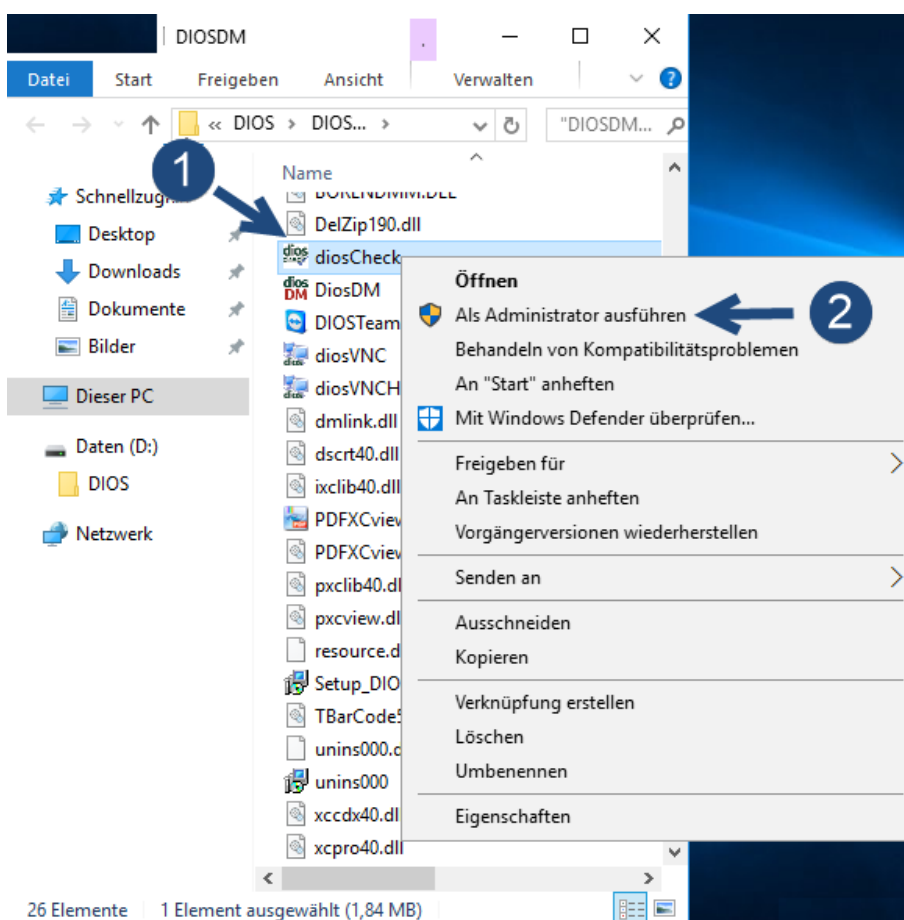 DIOSDM
Datei Start Freigeben Ansicht Verwalten
« DIOS > DIOS... > "DIOSDM...
1
Name
Schnellzugr...
Desktop
Downloads
Dokumente
Bilder
Dieser PC
Daten (D:)
DIOS
Netzwerk
DelZip190.dll
diosCheck
DiosDM
DIOSTeam
diosVNC
diosVNCH
dmlink.dll
dscrt40.dll
ixclib40.dll
PDFXCview
PDFXCview
pxclib40.dl
pxcview.dl
resource.d
Setup_DIO
TBarCode5
unins000.d
unins000
xccdx40.dl
xcpro40.dll
Öffnen
Als Administrator ausführen
2
Behandeln von Kompatibilitätsproblemen
An "Start" anheften
Mit Windows Defender überprüfen...
Freigeben für
An Taskleiste anheften
Vorgängerversionen wiederherstellen
Senden an
Ausschneiden
Kopieren
Verknüpfung erstellen
Löschen
Umbenennen
Eigenschaften
26 Elemente 1 Element ausgewählt (1,84 MB)